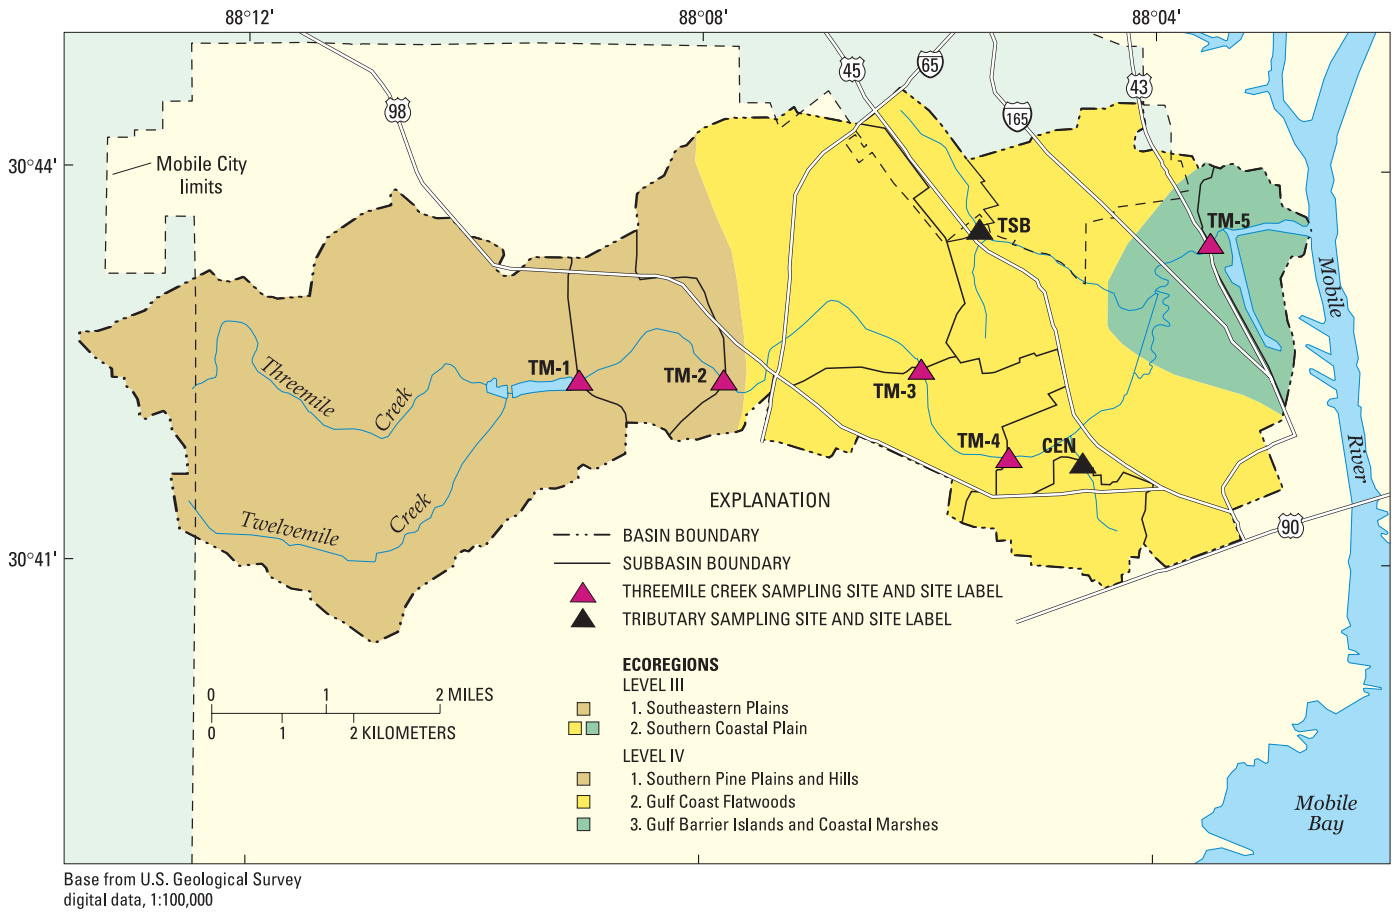 88°12'
88°08'
88°04'
30°44'
30°41'
98
45
65
165
43
90
Mobile City
limits
TSB
TM-5
TM-1
TM-2
TM-3
TM-4
CEN
Threemile
Creek
Twelvemile
Creek
Mobile
River
Mobile
Bay
EXPLANATION
BASIN BOUNDARY
SUBBASIN BOUNDARY
THREEMILE CREEK SAMPLING SITE AND SITE LABEL
TRIBUTARY SAMPLING SITE AND SITE LABEL
ECOREGIONS
LEVEL III
1. Southeastern Plains
2. Southern Coastal Plain
LEVEL IV
1. Southern Pine Plains and Hills
2. Gulf Coast Flatwoods
3. Gulf Barrier Islands and Coastal Marshes
0 1 2 MILES
0 1 2 KILOMETERS
Base from U.S. Geological Survey
digital data, 1:100,000